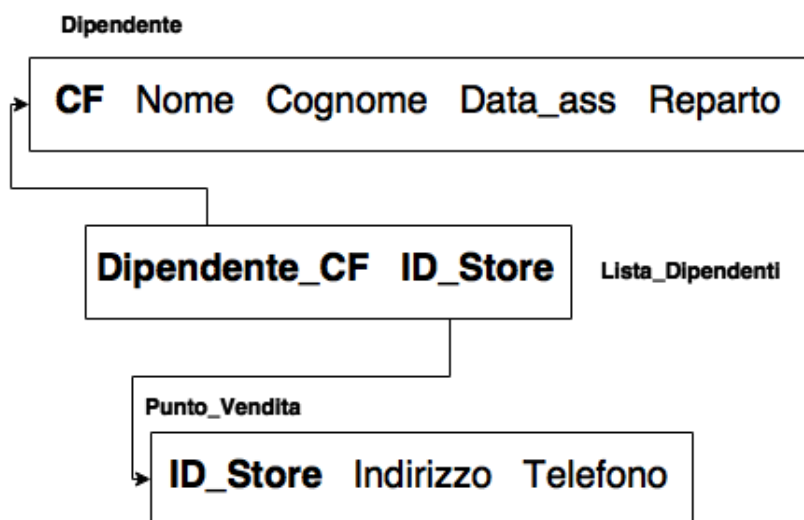 Dipendente
CF Nome Cognome Data_ass Reparto
Dipendente_CF ID_Store
Lista_Dipendenti
Punto_Vendita
ID_Store Indirizzo Telefono